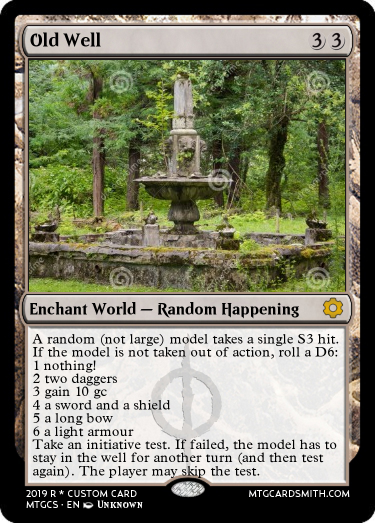 Old Well 3 3
Enchant World — Random Happening
A random (not large) model takes a single S3 hit.
If the model is not taken out of action, roll a D6:
1 nothing!
2 two daggers
3 gain 10 gc
4 a sword and a shield
5 a long bow
6 a light armour
Take an initiative test. If failed, the model has to
stay in the well for another turn (and then test
again). The player may skip the test.
2019 R * CUSTOM CARD
MTGCS • EN Unknown
MTGCARDSMITH.COM